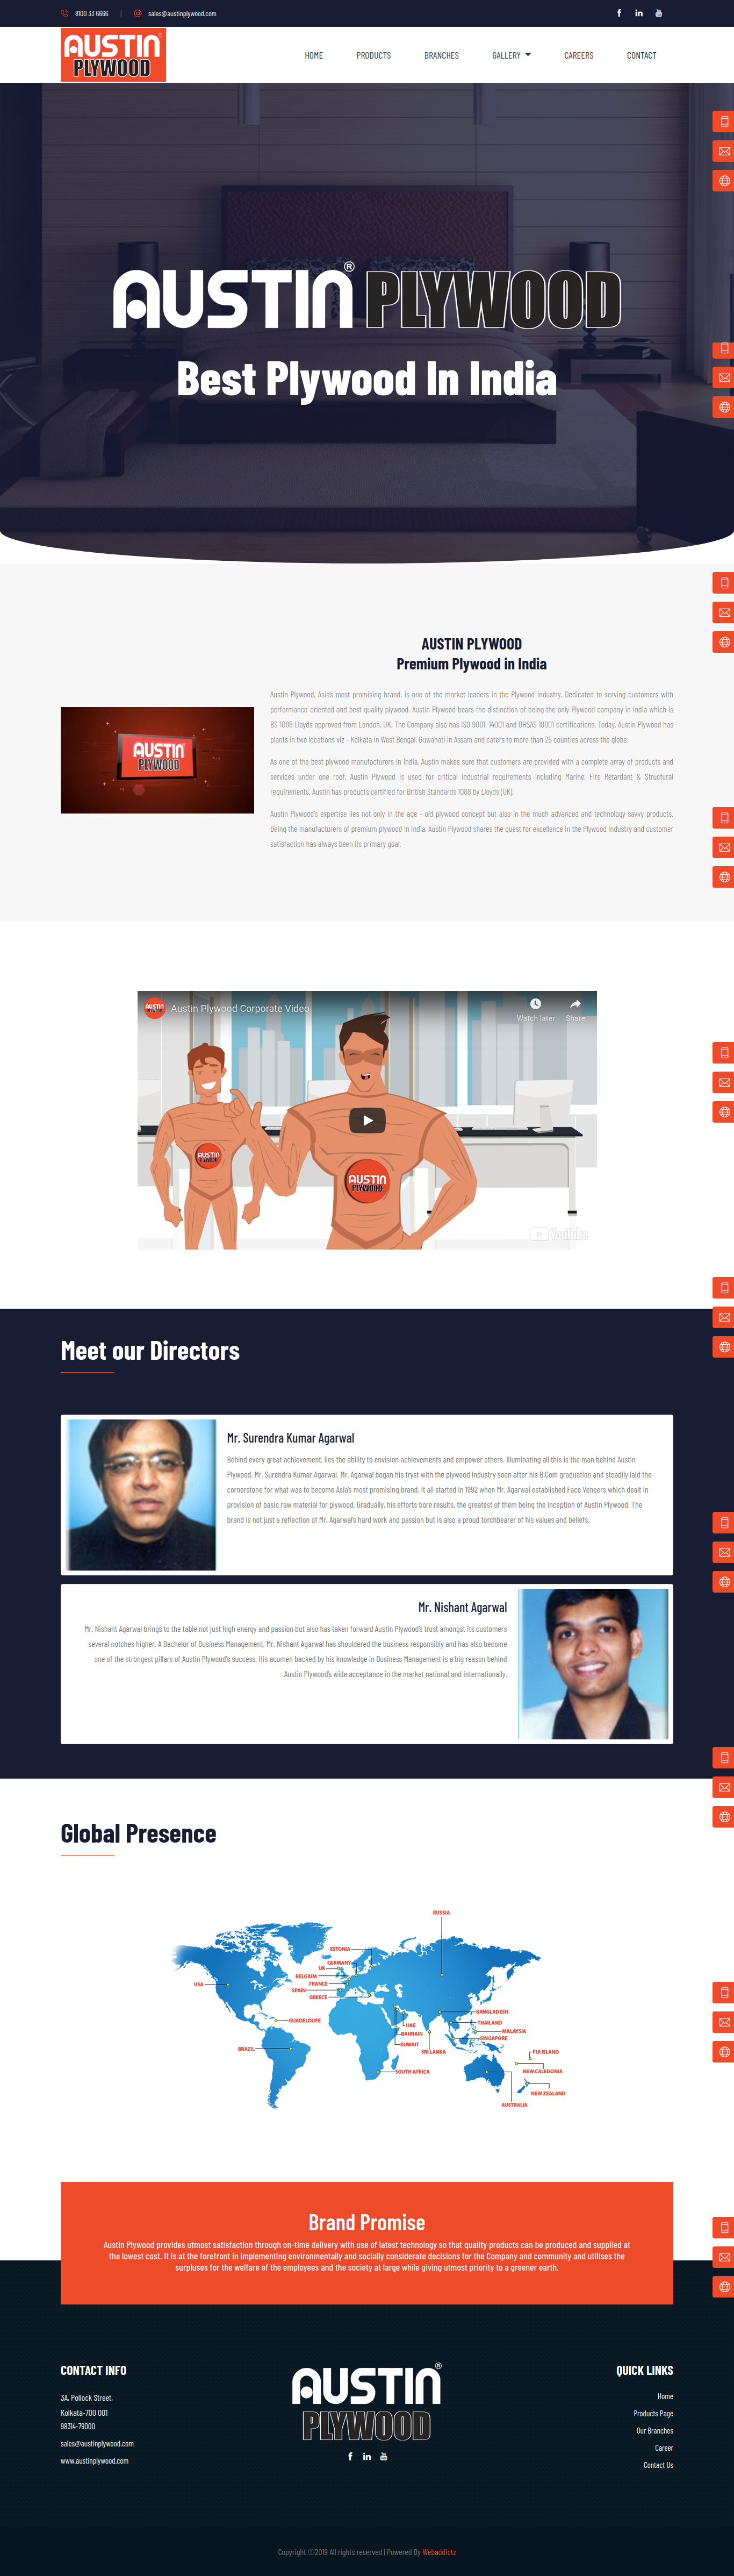 8100 33 6666 | sales@austinplywood.com
AUSTIN®
PLYWOOD
HOME PRODUCTS BRANCHES GALLERY CAREERS CONTACT
AUSTIN® PLYWOOD
Best Plywood In India
AUSTIN PLYWOOD
Premium Plywood in India
AUSTIN
PLYWOOD
Austin Plywood, Asia's most promising brand, is one of the market leaders in the Plywood Industry. Dedicated to serving customers with
performance-oriented and best quality plywood. Austin Plywood bears the distinction of being the only Plywood company in India which is
BS 1088 Lloyds approved from London, UK. The Company also has ISO 9001, 14001 and OHSAS 18001 certifications. Today, Austin Plywood has
plants in two locations viz - Kolkata in West Bengal, Guwahati in Assam and caters to more than 25 counties across the globe.
As one of the best plywood manufacturers in India, Austin makes sure that customers are provided with a complete array of products and
services under one roof. Austin Plywood is used for critical industrial requirements including Marine, Fire Retardant & Structural
requirements. Austin has products certified for British Standards 1088 by Lloyds (UK).
Austin Plywood's expertise lies not only in the age - old plywood concept but also in the much advanced and technology savvy products.
Being the manufacturers of premium plywood in India, Austin Plywood shares the quest for excellence in the Plywood Industry and customer
satisfaction has always been its primary goal.
AUSTIN
Austin Plywood Corporate Video
Watch later
Share
AUSTIN
PLYWOOD
AUSTIN
PLYWOOD
YouTube
Meet our Directors
Mr. Surendra Kumar Agarwal
Behind every great achievement, lies the ability to envision achievements and empower others. Illuminating all this is the man behind Austin
Plywood, Mr. Surendra Kumar Agarwal. Mr. Agarwal began his tryst with the plywood industry soon after his B.Com graduation and steadily laid the
cornerstone for what was to become Asia's most promising brand. It all started in 1992 when Mr. Agarwal established Face Veneers which dealt in
provision of basic raw material for plywood. Gradually, his efforts bore results, the greatest of them being the inception of Austin Plywood. The
brand is not just a reflection of Mr. Agarwal's hard work and passion but is also a proud torchbearer of his values and beliefs.
Mr. Nishant Agarwal
Mr. Nishant Agarwal brings to the table not just high energy and passion but also has taken forward Austin Plywood's trust amongst its customers
several notches higher. A Bachelor of Business Management, Mr. Nishant Agarwal has shouldered the business responsibly and has also become
one of the strongest pillars of Austin Plywood's success. His acumen backed by his knowledge in Business Management is a big reason behind
Austin Plywood's wide acceptance in the market national and internationally.
Global Presence
RUSSIA
ESTONIA
GERMANY
UK
BELGIUM
FRANCE
USA
SPAIN
GREECE
BANGLADESH
GUADELOUPE
THAILAND
UAE
MALAYSIA
BAHRAIN
SINGAPORE
KUWAIT
BRAZIL
SRI LANKA
FIJI ISLAND
SOUTH AFRICA
NEW CALEDONIA
NEW ZEALAND
AUSTRALIA
Brand Promise
Austin Plywood provides utmost satisfaction through on-time delivery with use of latest technology so that quality products can be produced and supplied at
the lowest cost. It is at the forefront in implementing environmentally and socially considerate decisions for the Company and community and utilises the
surpluses for the welfare of the employees and the society at large while giving utmost priority to a greener earth.
CONTACT INFO
3A, Pollock Street,
Kolkata-700 001
98314-79000
sales@austinplywood.com
www.austinplywood.com
AUSTIN®
PLYWOOD
QUICK LINKS
Home
Products Page
Our Branches
Career
Contact Us
Copyright ©2019 All rights reserved | Powered By Webaddictz